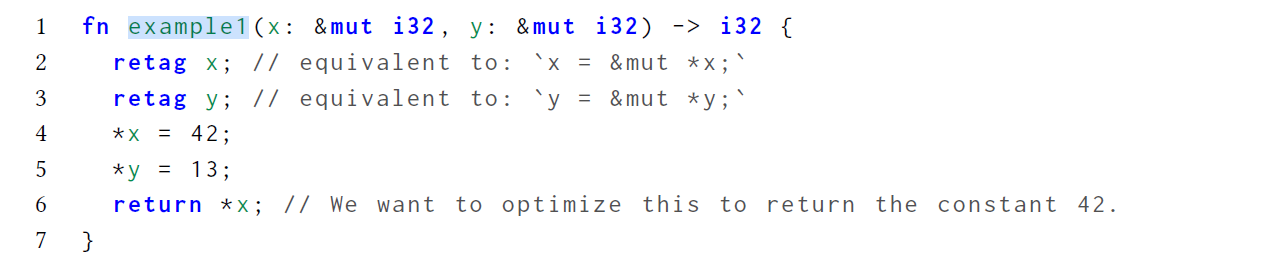 1 fn example1(x: &mut i32, y: &mut i32) -> i32 {
2 retag x; // equivalent to: `x = &mut *x;`
3 retag y; // equivalent to: `y = &mut *y;`
4 *x = 42;
5 *y = 13;
6 return *x; // We want to optimize this to return the constant 42.
7 }